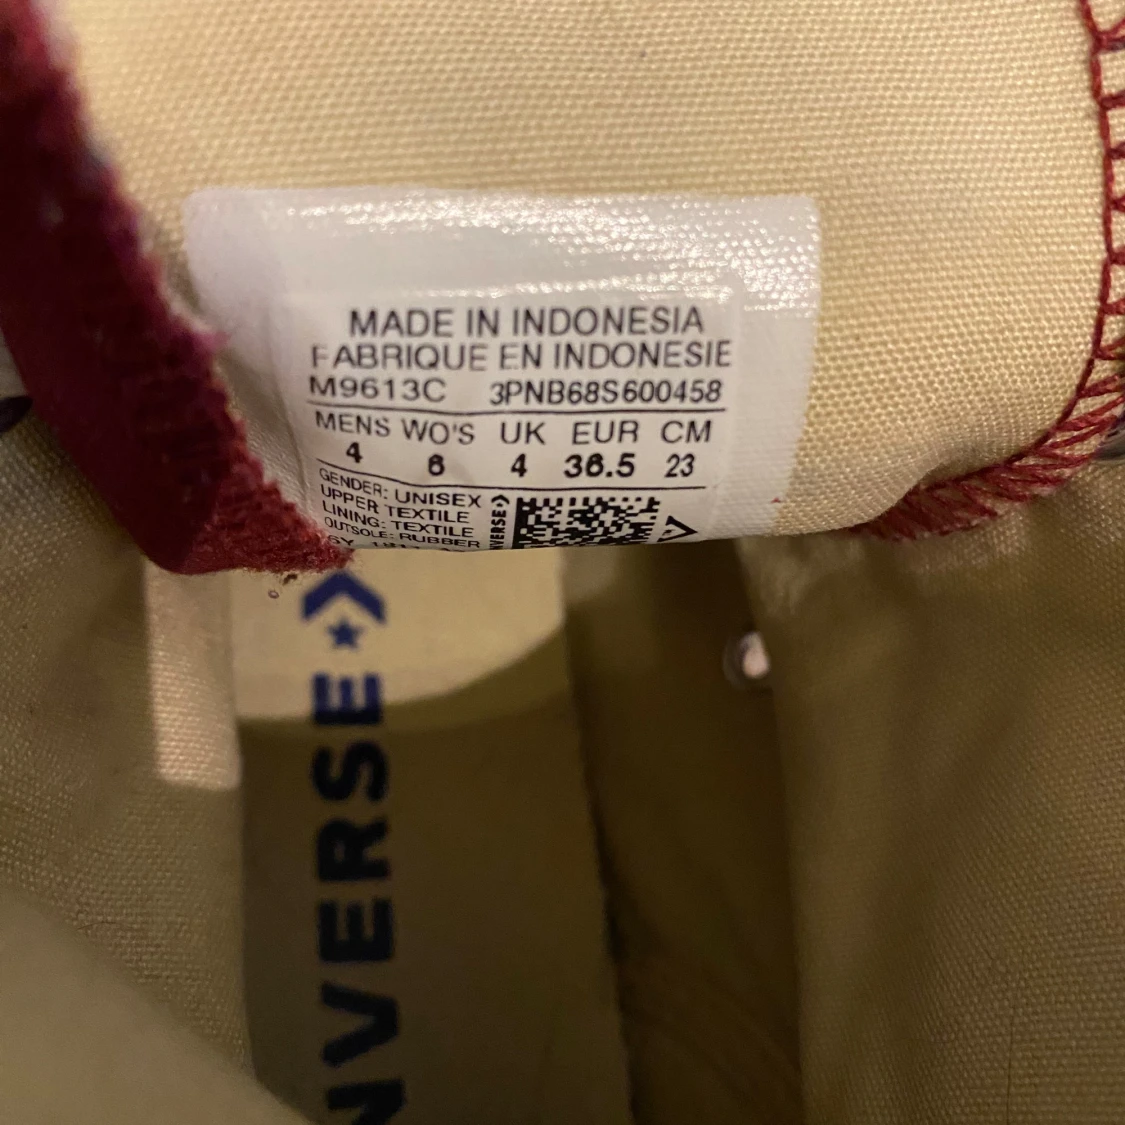 MADE IN INDONESIA
FABRIQUE EN INDONESIE
M9613C 3PNB68S600458
MENS WO'S UK EUR CM
4 6 4 36.5 23
GENDER: UNISEX
UPPER TEXTILE
LINING: TEXTILE
OUTSOLE: RUBBER
NVERSE